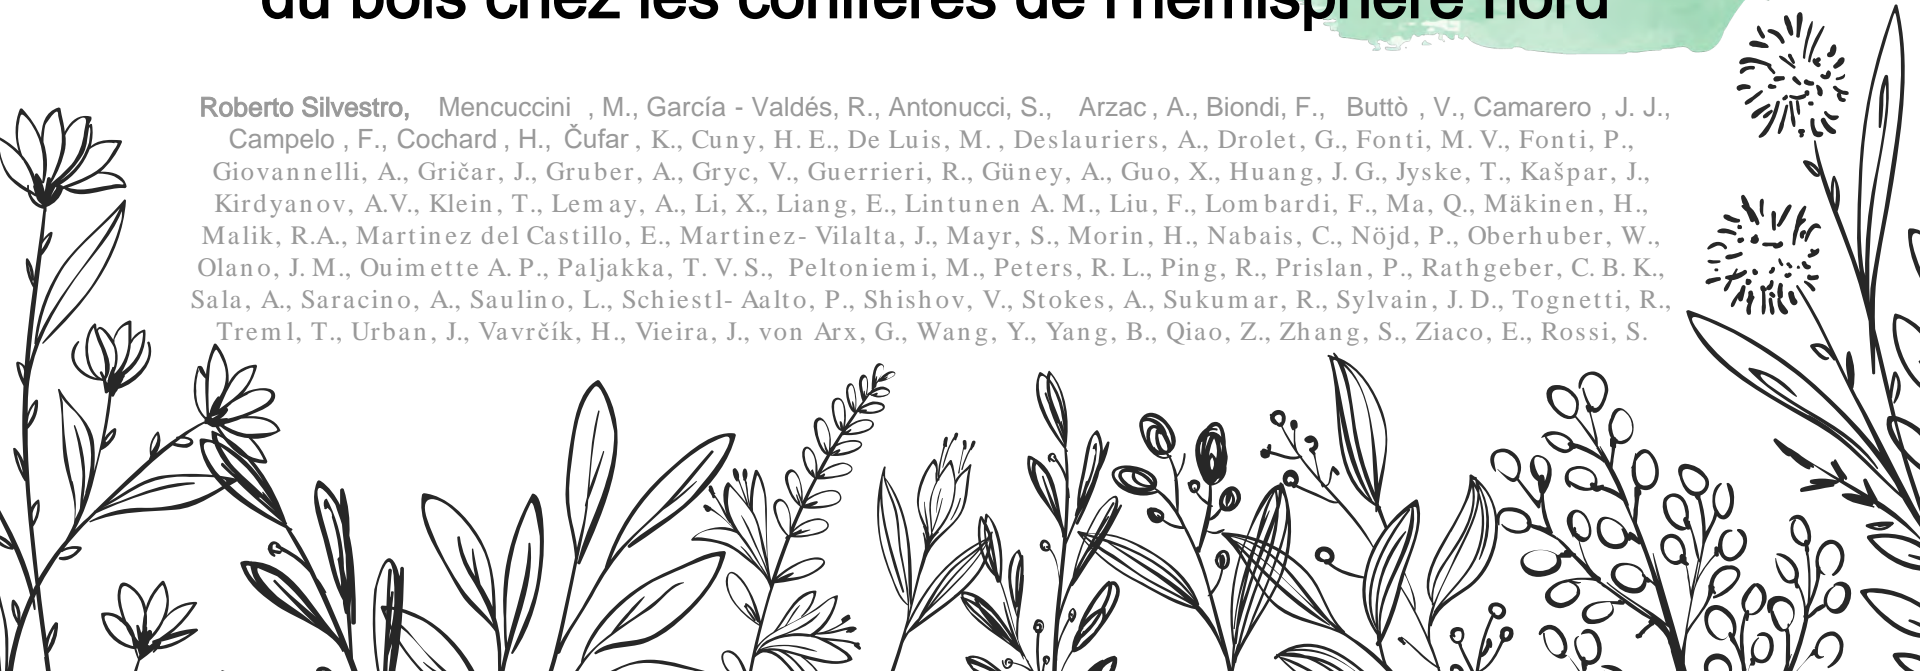 du bois chez les conifères de l'hémisphère nord
Roberto Silvestro, Mencuccini , M., García - Valdés, R., Antonucci, S., Arzac , A., Biondi, F., Buttò , V., Camarero , J. J.,
Campelo , F., Cochard , H., Čufar , K., Cuny, H. E., De Luis, M. , Deslauriers, A., Drolet, G., Fonti, M. V., Fonti, P.,
Giovannelli, A., Gričar, J., Gruber, A., Gryc, V., Guerrieri, R., Güney, A., Guo, X., Huang, J. G., Jyske, T., Kašpar, J.,
Kirdyanov, A.V., Klein, T., Lemay, A., Li, X., Liang, E., Lintunen A. M., Liu, F., Lombardi, F., Ma, Q., Mäkinen, H.,
Malik, R.A., Martinez del Castillo, E., Martinez- Vilalta, J., Mayr, S., Morin, H., Nabais, C., Nöjd, P., Oberhuber, W.,
Olano, J. M., Ouimette A. P., Paljakka, T. V. S., Peltoniemi, M., Peters, R. L., Ping, R., Prislan, P., Rathgeber, C. B. K.,
Sala, A., Saracino, A., Saulino, L., Schiestl- Aalto, P., Shishov, V., Stokes, A., Sukumar, R., Sylvain, J. D., Tognetti, R.,
Treml, T., Urban, J., Vavrčík, H., Vieira, J., von Arx, G., Wang, Y., Yang, B., Qiao, Z., Zhang, S., Ziaco, E., Rossi, S.